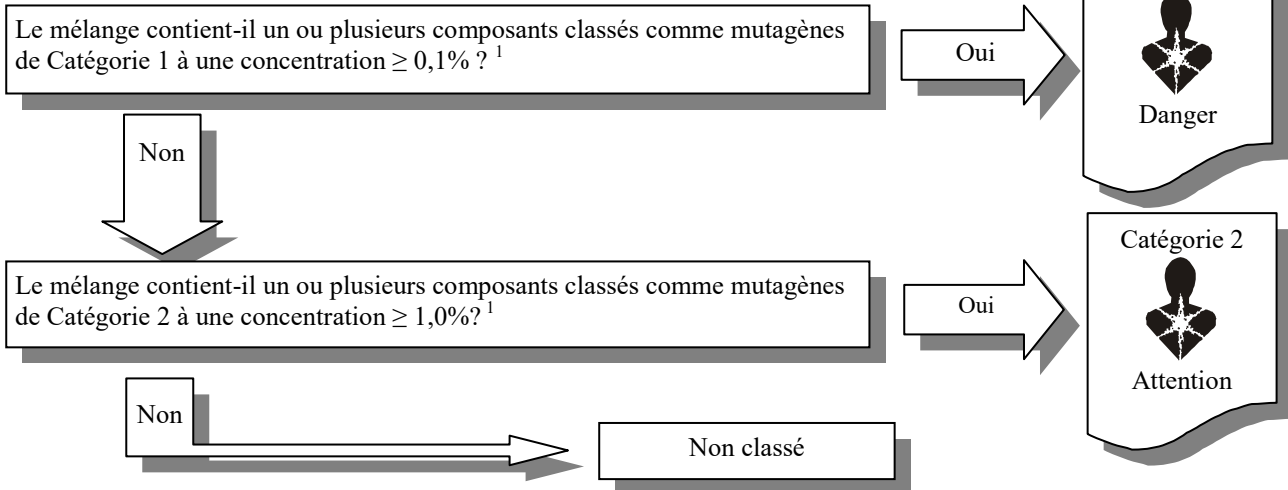 Le mélange contient-il un ou plusieurs composants classés comme mutagènes
de Catégorie 1 à une concentration ≥ 0,1% ? 1
Oui
Danger
Non
Le mélange contient-il un ou plusieurs composants classés comme mutagènes
de Catégorie 2 à une concentration ≥ 1,0%? 1
Oui
Catégorie 2
Attention
Non
Non classé